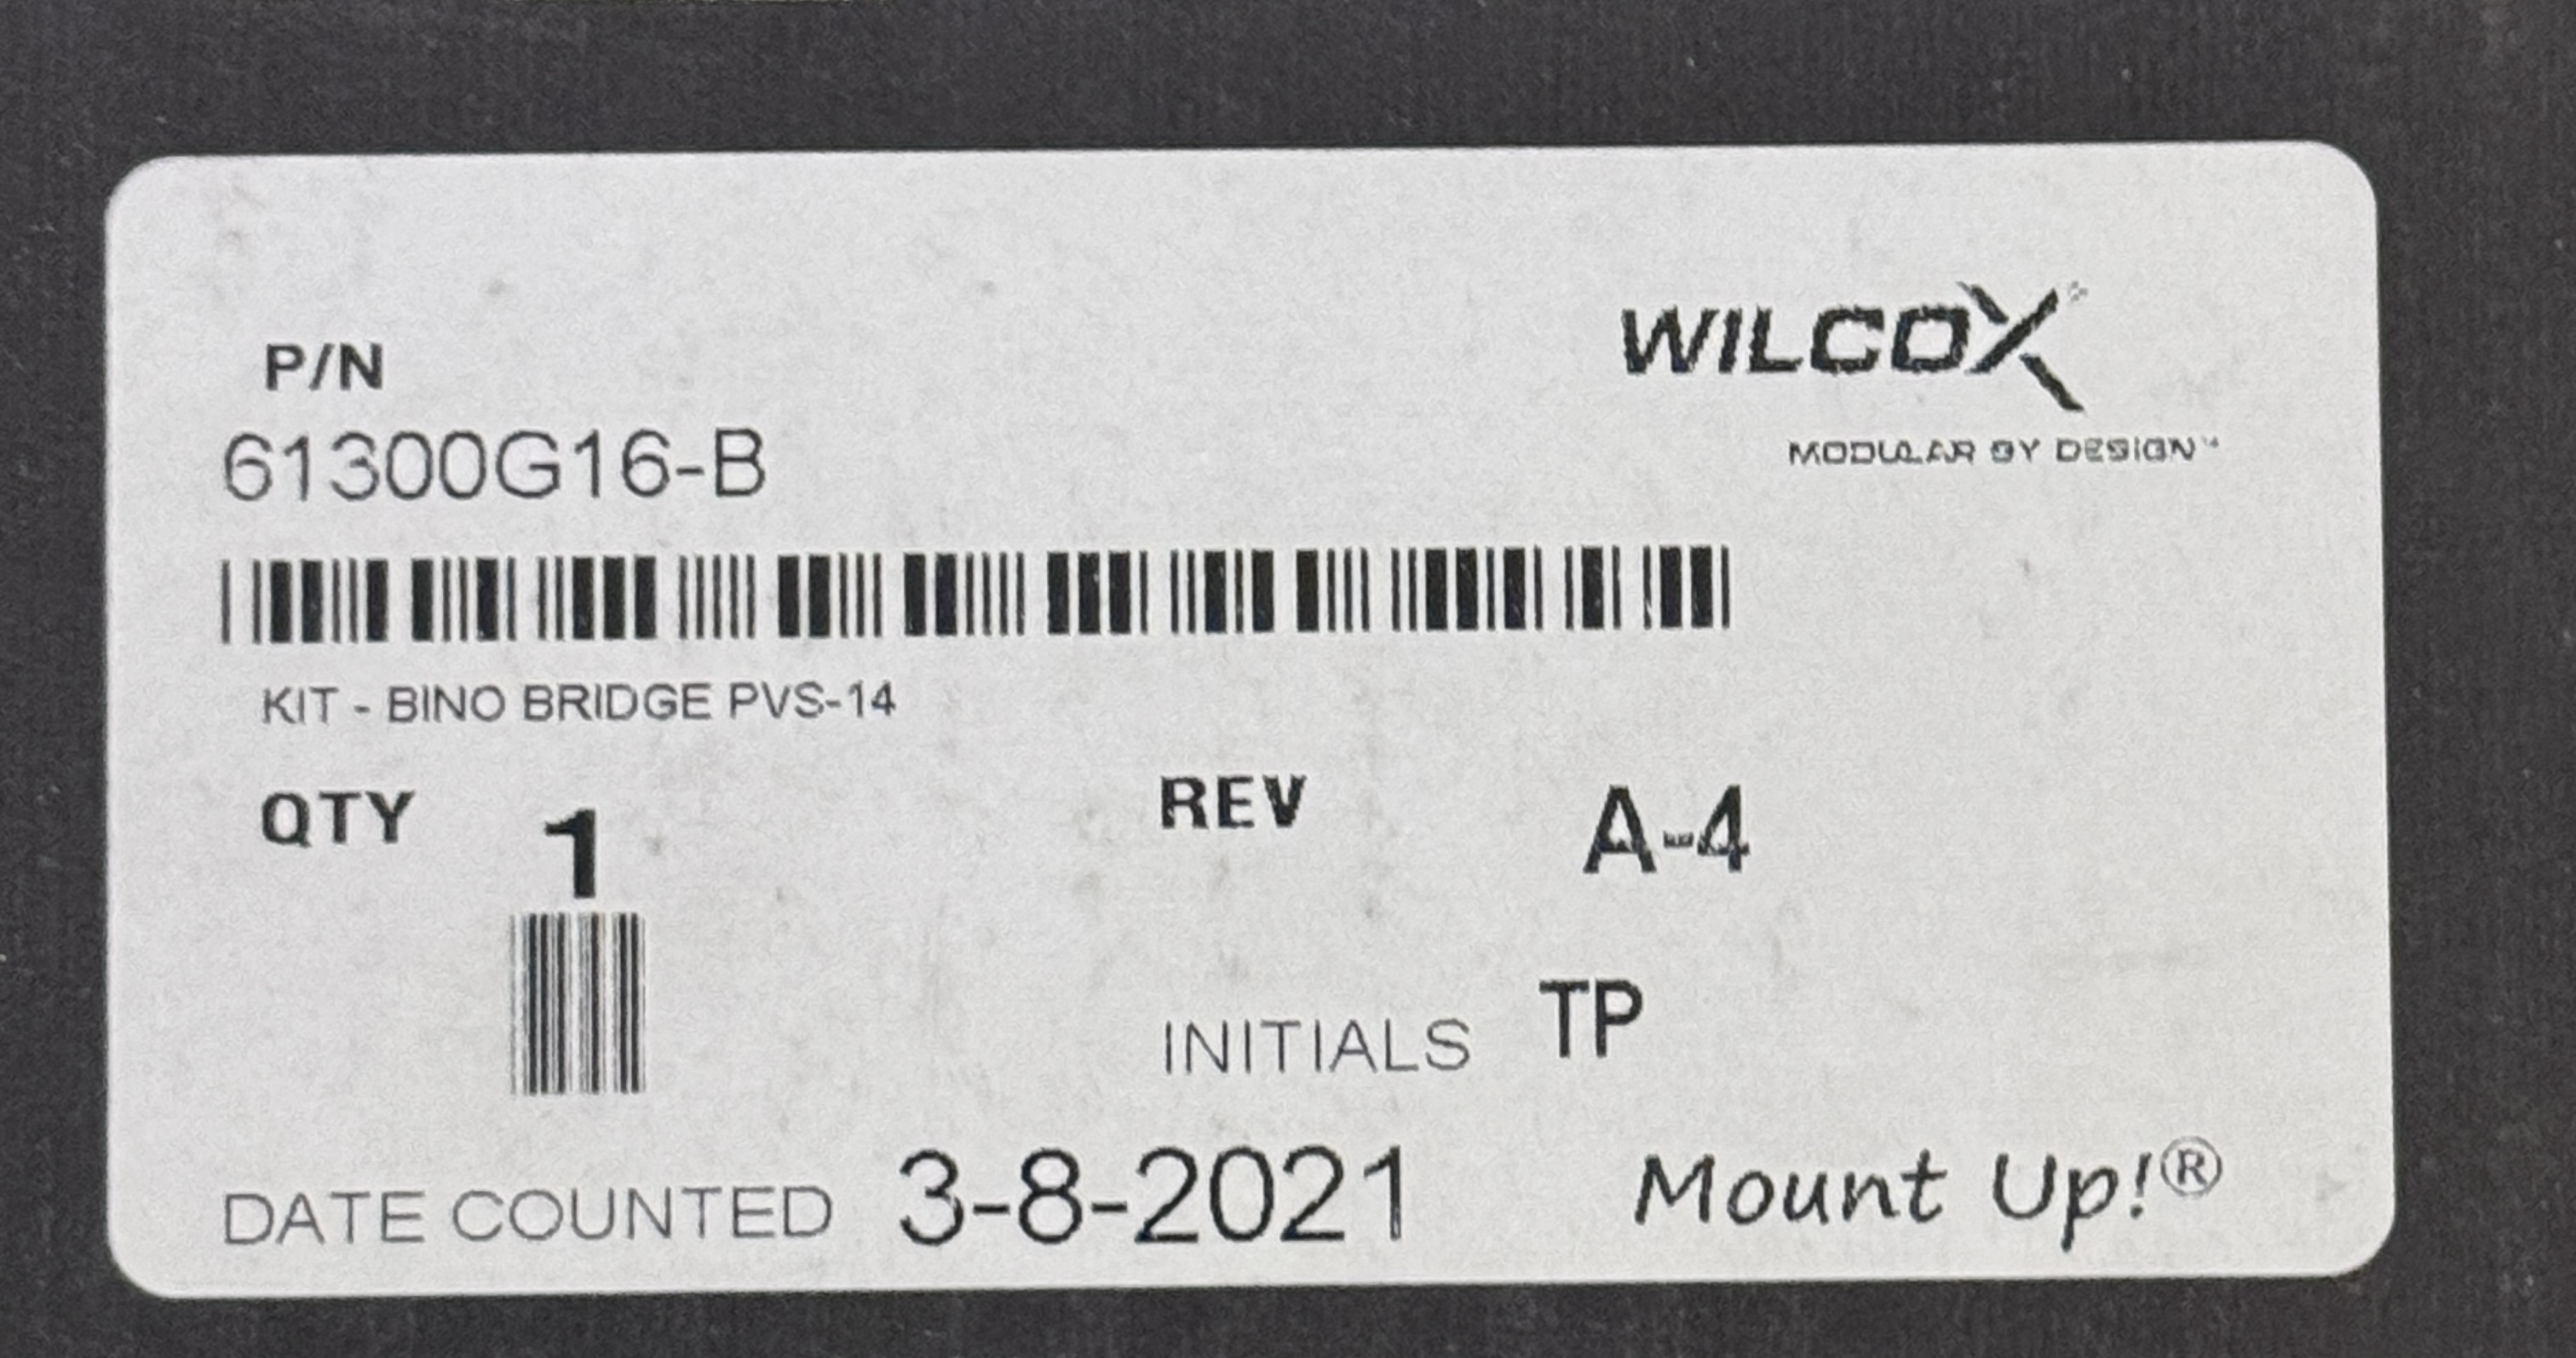 P/N
WILCOX
MODULAR BY DESIGN™
61300G16-B
KIT - BINO BRIDGE PVS-14
QTY 1
REV A-4
INITIALS TP
DATE COUNTED 3-8-2021
Mount Up!®